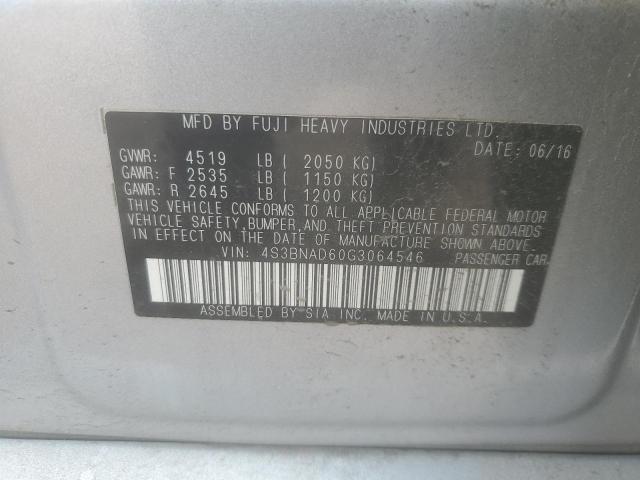 MFD BY FUJI HEAVY INDUSTRIES LTD.
DATE: 06/16
GVWR: 4519 LB ( 2050 KG)
GAWR: F 2535 LB ( 1150 KG)
GAWR: R 2645 LB ( 1200 KG)
THIS VEHICLE CONFORMS TO ALL APPLICABLE FEDERAL MOTOR
VEHICLE SAFETY, BUMPER, AND THEFT PREVENTION STANDARDS
IN EFFECT ON THE DATE OF MANUFACTURE SHOWN ABOVE.
VIN: 4S3BNAD60G3064546 PASSENGER CAR
ASSEMBLED BY SIA INC. MADE IN U.S.A.